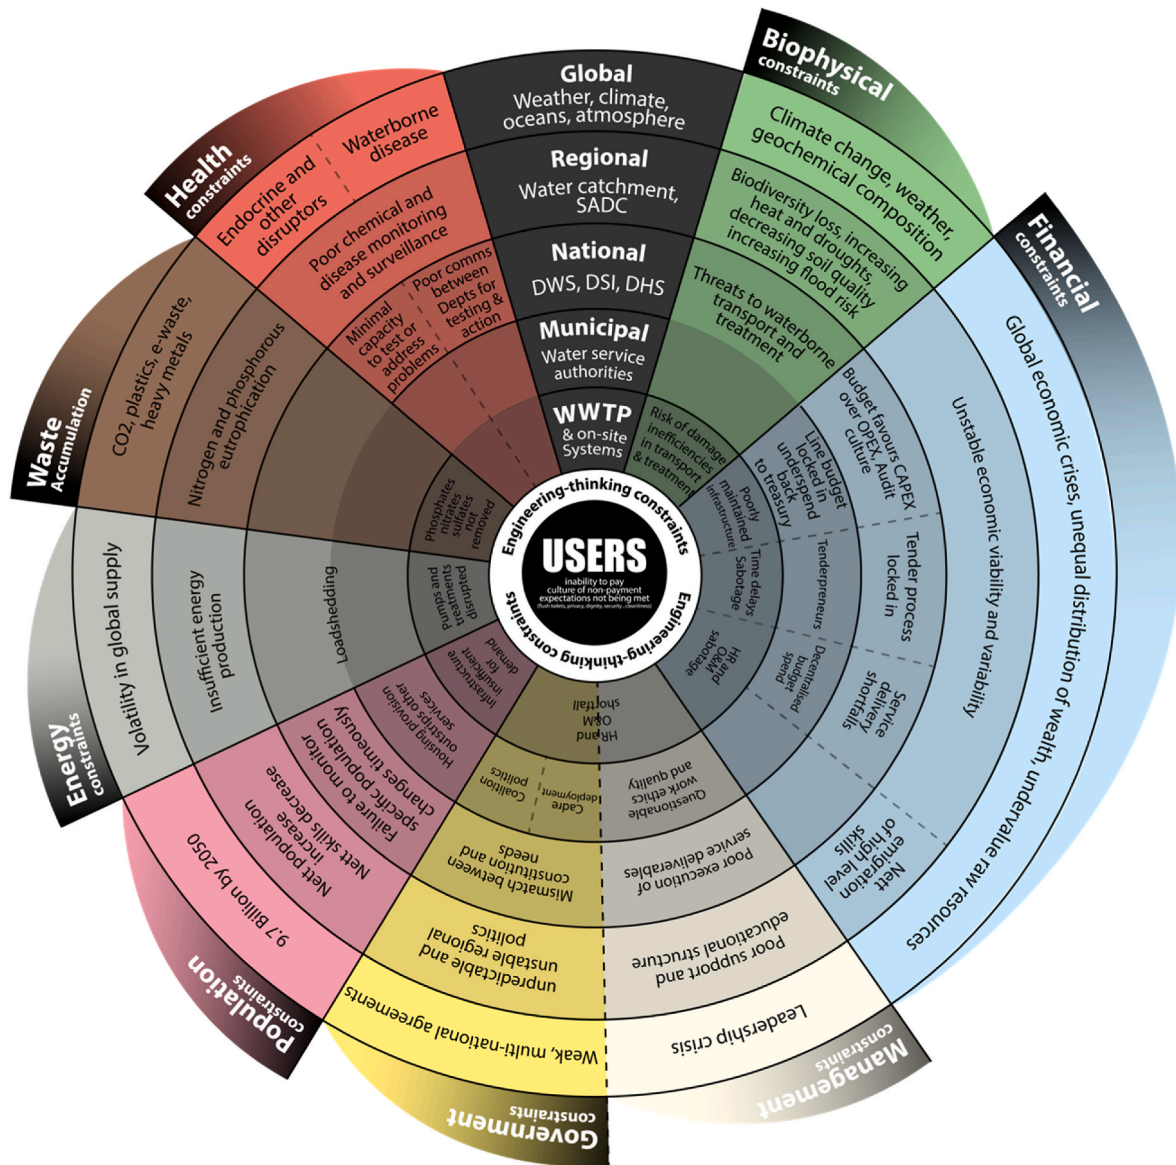 Global
Weather, climate,
oceans, atmosphere
Regional
Water catchment,
SADC
National
DWS, DSI, DHS
Municipal
Water service
authorities
WWTP
& on-site
Systems
Engineering-thinking constraints
USERS
inability to pay
culture of non-payment
expectations not being met
(flush toilets, privacy, dignity, security , cleanliness)
Engineering-thinking constraints
Biophysical
constraints
Climate change, weather,
geochemical composition
Biodiversity loss, increasing
heat and droughts,
decreasing soil quality
increasing flood risk
Threats to waterborne
transport and
treatment
Risk of damage
inefficiencies
in transport
& treatment
Financial
constraints
Global economic crises, unequal distribution of wealth, undervalue raw resources
Unstable economic viability and variability
Budget favours CAPEX
over OPEX, Audit
culture
Tender process
locked in
Service
delivery
shortfalls
Nett
emigration
of high level
skills
Line budget
locked in
underspend
back
to treasury
Tenderpreneurs
Decentralised
budget
spend
Poorly
maintained
infrastructure
Time delays
Sabotage
HR and
O&M
sabotage
Management
constraints
Leadership crisis
Poor support and
educational structure
Poor execution of
service deliverables
Questionable
work ethics
and quality
HR and
O&M
shortfall
Government
constraints
Weak, multi-national agreements
unpredictable and
unstable regional
politics
Mismatch between
constitution and
needs
Cadre
deployment
Coalition
politics
Population
constraints
9.7 Billion by 2050
Nett population
increase
Nett skills decrease
Failure to monitor
specific population
changes timeously
Housing provision
outstrips other
services
Infrastructure
insufficient
for
demand
Energy
constraints
Volatility in global supply
Insufficient energy
production
Loadshedding
Pumps and
treatments
disrupted
Waste
Accumulation
CO2, plastics, e-waste,
heavy metals
Nitrogen and phosphorous
eutrophication
Phosphates
nitrates
sulfates
not
removed
Health
constraints
Endocrine and
other
disruptors
Waterborne
disease
Poor chemical and
disease monitoring
and surveillance
Minimal
capacity
to test or
address
problems
Poor comms
between
Depts for
testing &
action